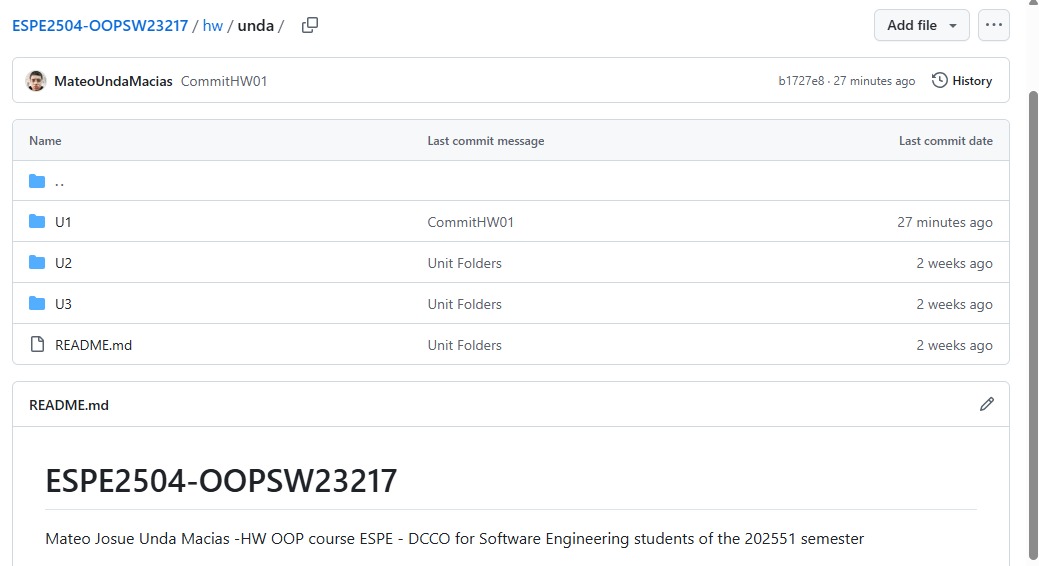 ESPE2504-OOPSW23217 / hw / unda / Add file ...
MateoUndaMacias CommitHW01 b1727e8 · 27 minutes ago History
Name Last commit message Last commit date
..
U1 CommitHW01 27 minutes ago
U2 Unit Folders 2 weeks ago
U3 Unit Folders 2 weeks ago
README.md Unit Folders 2 weeks ago
README.md
ESPE2504-OOPSW23217
Mateo Josue Unda Macias -HW OOP course ESPE - DCCO for Software Engineering students of the 202551 semester